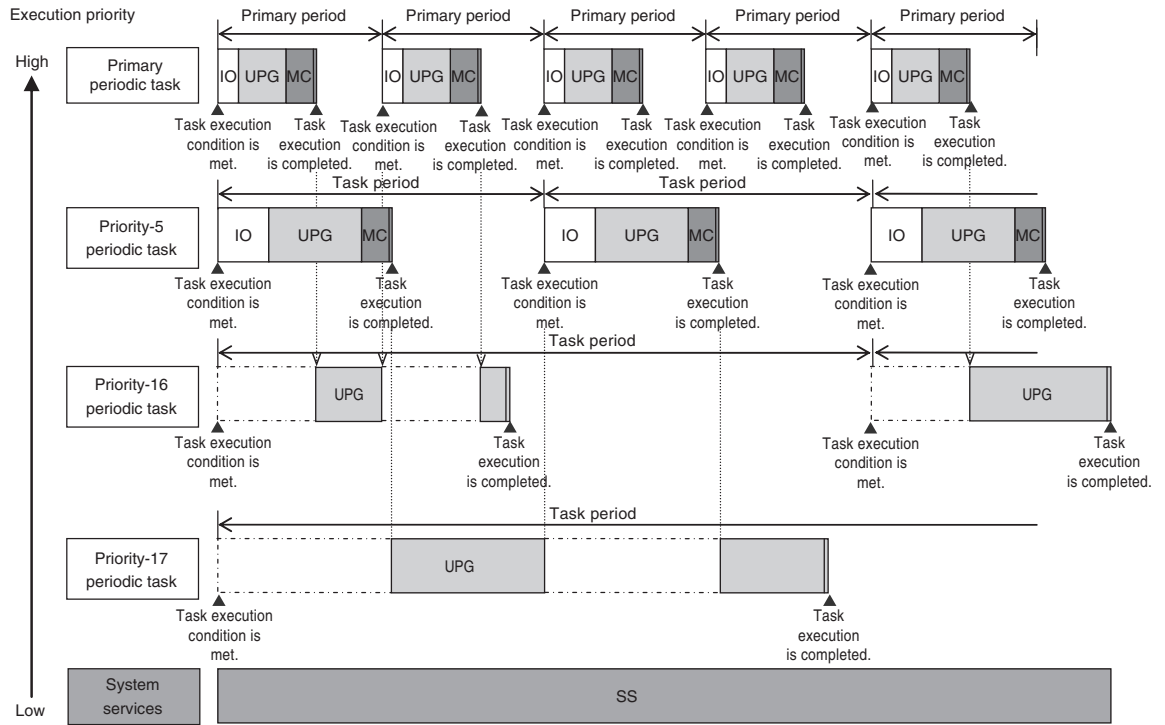 Execution priority
High
Low
Primary period
Primary period
Primary period
Primary period
Primary period
Primary
periodic task
IO
UPG
MC
IO
UPG
MC
IO
UPG
MC
IO
UPG
MC
IO
UPG
MC
Task execution
condition is
met.
Task
execution
is completed.
Task execution
condition is
met.
Task
execution
is completed.
Task execution
condition is
met.
Task
execution
is completed.
Task execution
condition is
met.
Task
execution
is completed.
Task execution
condition is
met.
Task
execution
is completed.
Task period
Task period
Priority-5
periodic task
IO
UPG
MC
IO
UPG
MC
IO
UPG
MC
Task execution
condition is
met.
Task
execution
is completed.
Task execution
condition is
met.
Task
execution
is completed.
Task execution
condition is
met.
Task
execution
is completed.
Task period
Priority-16
periodic task
UPG
UPG
Task execution
condition is
met.
Task
execution
is completed.
Task execution
condition is
met.
Task
execution
is completed.
Task period
Priority-17
periodic task
UPG
Task execution
condition is
met.
Task
execution
is completed.
System
services
SS